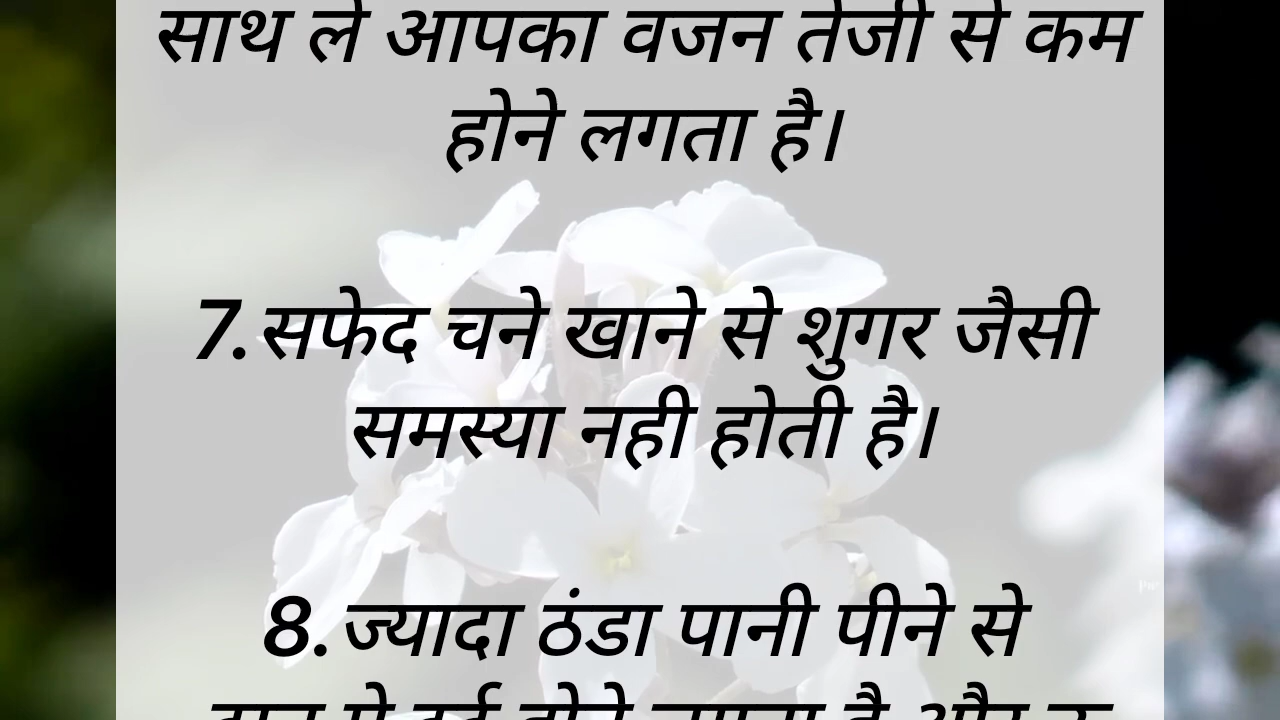 साथ ले आपका वजन तेजी से कम
होने लगता है।
7.सफेद चने खाने से शुगर जैसी
समस्या नही होती है।
8.ज्यादा ठंडा पानी पीने से